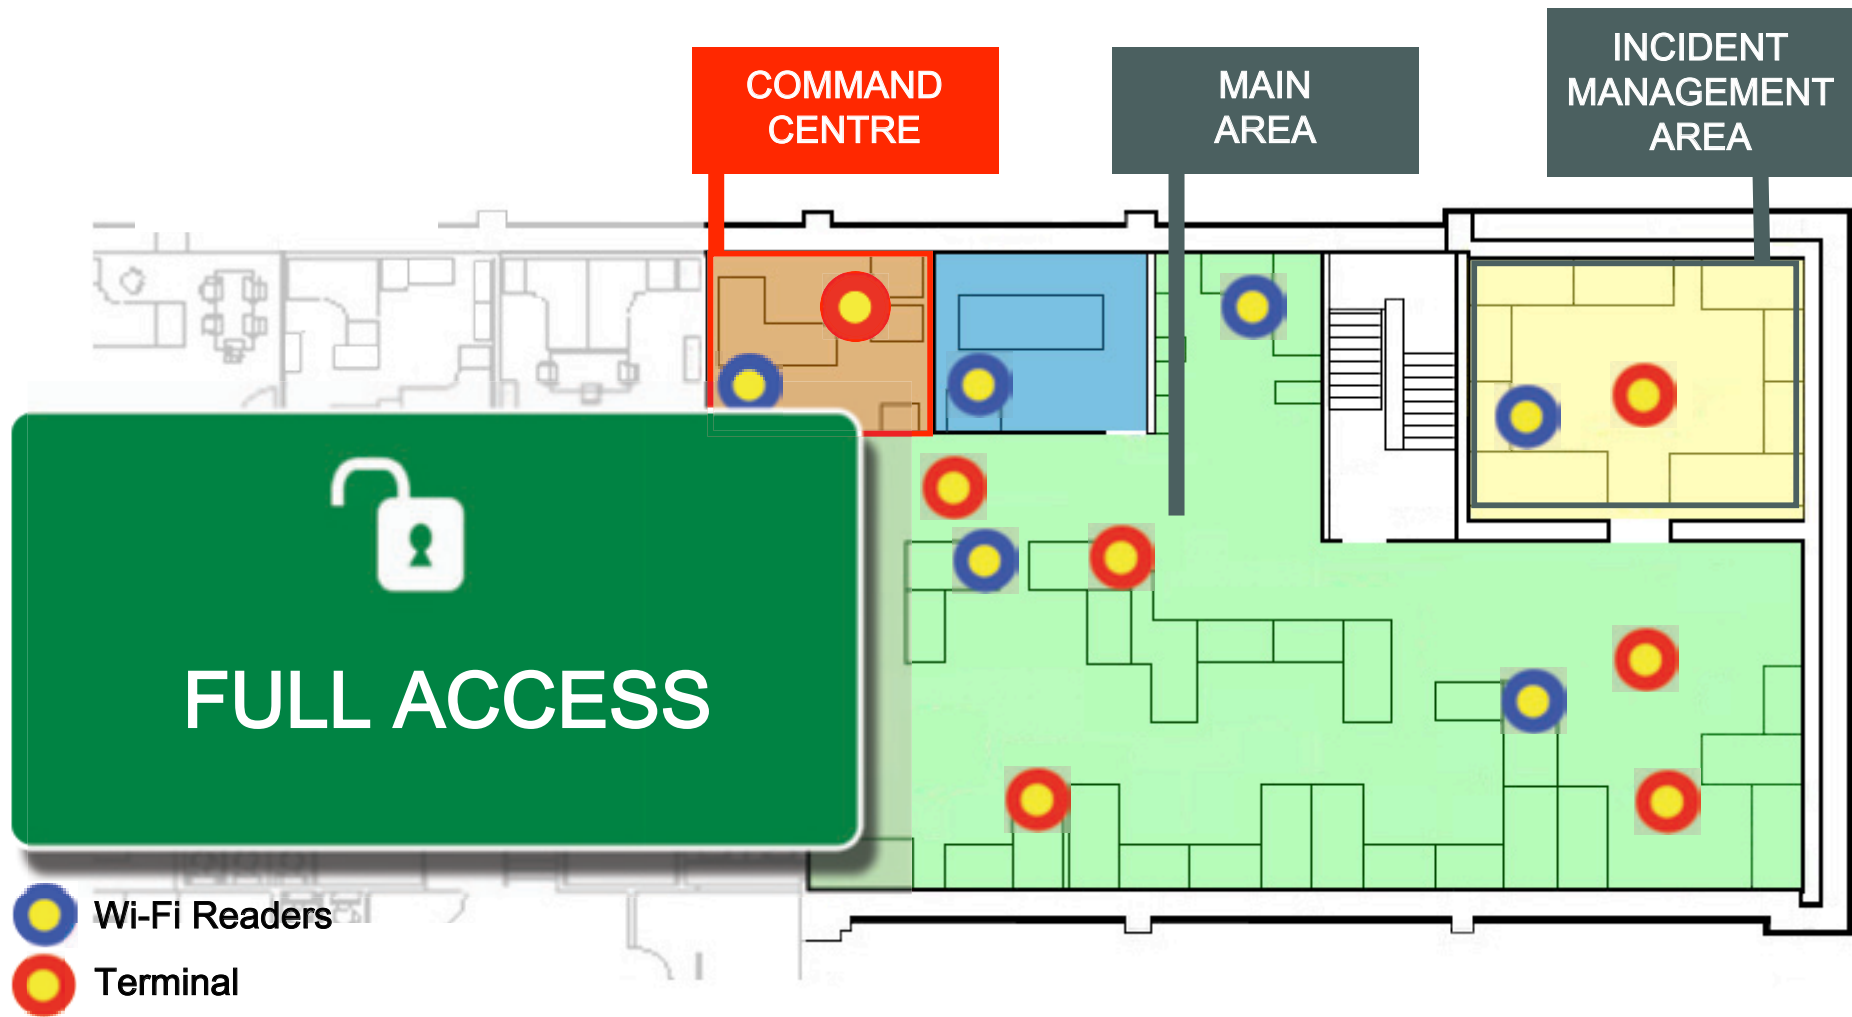 COMMAND
CENTRE
MAIN
AREA
INCIDENT
MANAGEMENT
AREA
FULL ACCESS
Wi-Fi Readers
Terminal